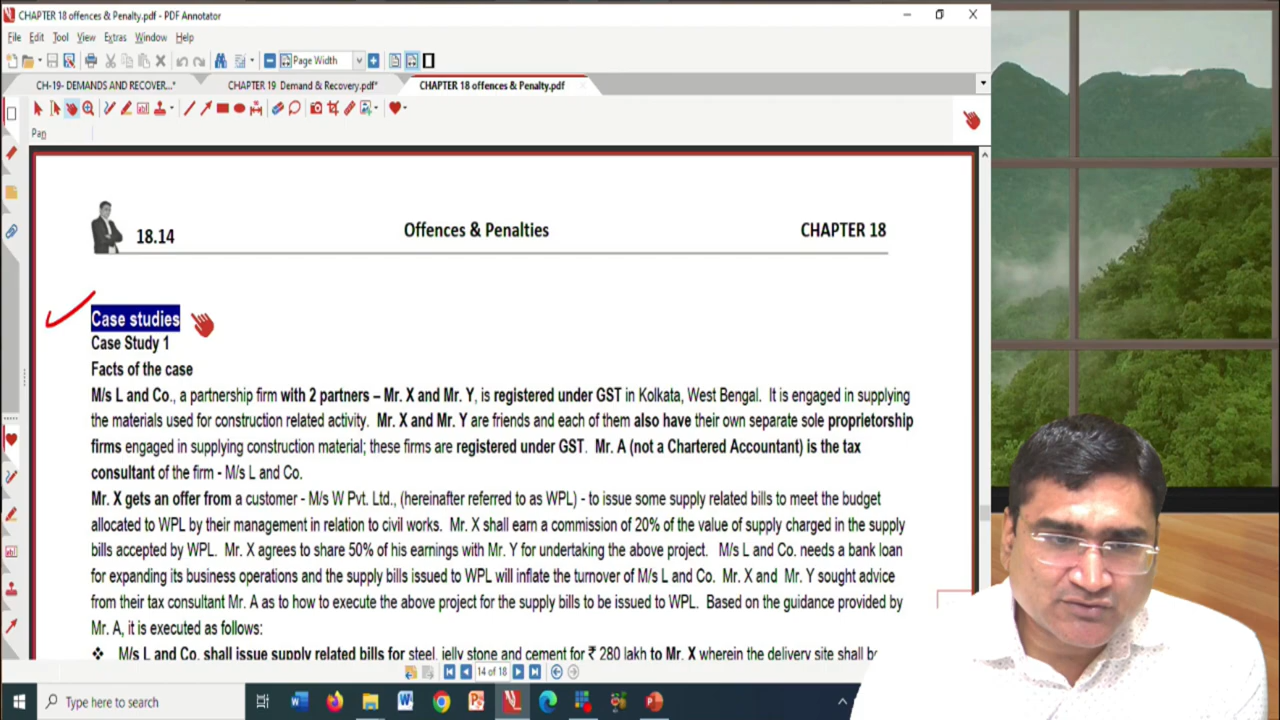 CHAPTER 18 offences & Penalty.pdf - PDF Annotator
File Edit Tool View Extras Window Help
Page Width
CH-19- DEMANDS AND RECOVER...* CHAPTER 19 Demand & Recovery.pdf* CHAPTER 18 offences & Penalty.pdf
Pan
18.14 Offences & Penalties CHAPTER 18
Case studies
Case Study 1
Facts of the case
M/s L and Co., a partnership firm with 2 partners – Mr. X and Mr. Y, is registered under GST in Kolkata, West Bengal. It is engaged in supplying
the materials used for construction related activity. Mr. X and Mr. Y are friends and each of them also have their own separate sole proprietorship
firms engaged in supplying construction material; these firms are registered under GST. Mr. A (not a Chartered Accountant) is the tax
consultant of the firm - M/s L and Co.
Mr. X gets an offer from a customer - M/s W Pvt. Ltd., (hereinafter referred to as WPL) - to issue some supply related bills to meet the budget
allocated to WPL by their management in relation to civil works. Mr. X shall earn a commission of 20% of the value of supply charged in the supply
bills accepted by WPL. Mr. X agrees to share 50% of his earnings with Mr. Y for undertaking the above project. M/s L and Co. needs a bank loan
for expanding its business operations and the supply bills issued to WPL will inflate the turnover of M/s L and Co. Mr. X and Mr. Y sought advice
from their tax consultant Mr. A as to how to execute the above project for the supply bills to be issued to WPL. Based on the guidance provided by
Mr. A, it is executed as follows:
❖ M/s L and Co. shall issue supply related bills for steel, jelly stone and cement for ₹ 280 lakh to Mr. X wherein the delivery site shall
14 of 18
Type here to search